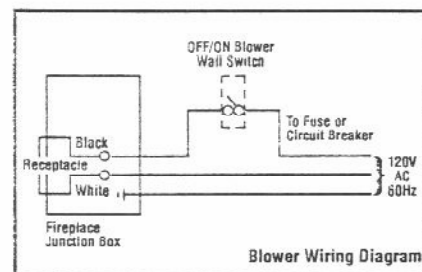 OFF/ON Blower
Wall Switch
To Fuse or
Circuit Breaker
Black
Receptacle
White
120V
AC
60Hz
Fireplace
Junction Box
Blower Wiring Diagram